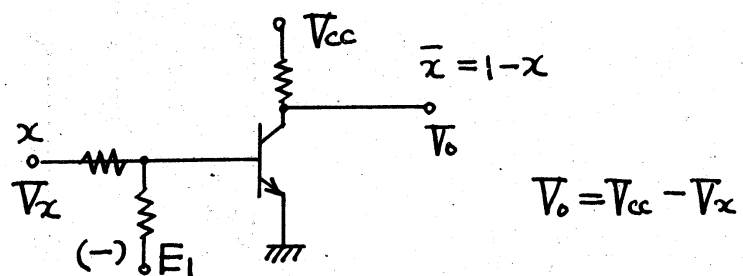 Vcc
x̄ = 1-x
x
Vo
Vx
Vo = Vcc - Vx
(-) E1